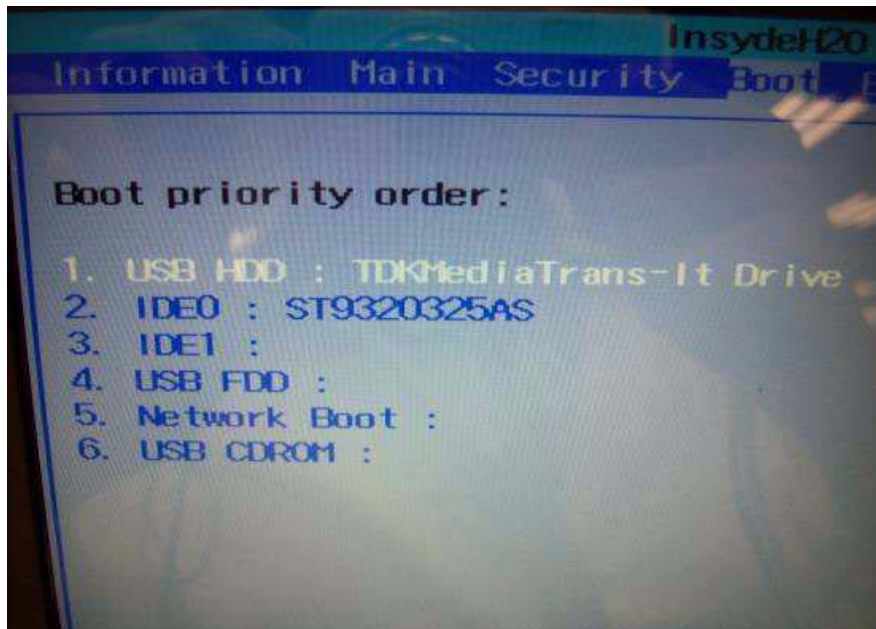 InsydeH20
Information Main Security Boot
Boot priority order:
1. USB HDD : TDKMediaTrans-It Drive
2. IDE0 : ST9320325AS
3. IDE1 :
4. USB FDD :
5. Network Boot :
6. USB CDROM :